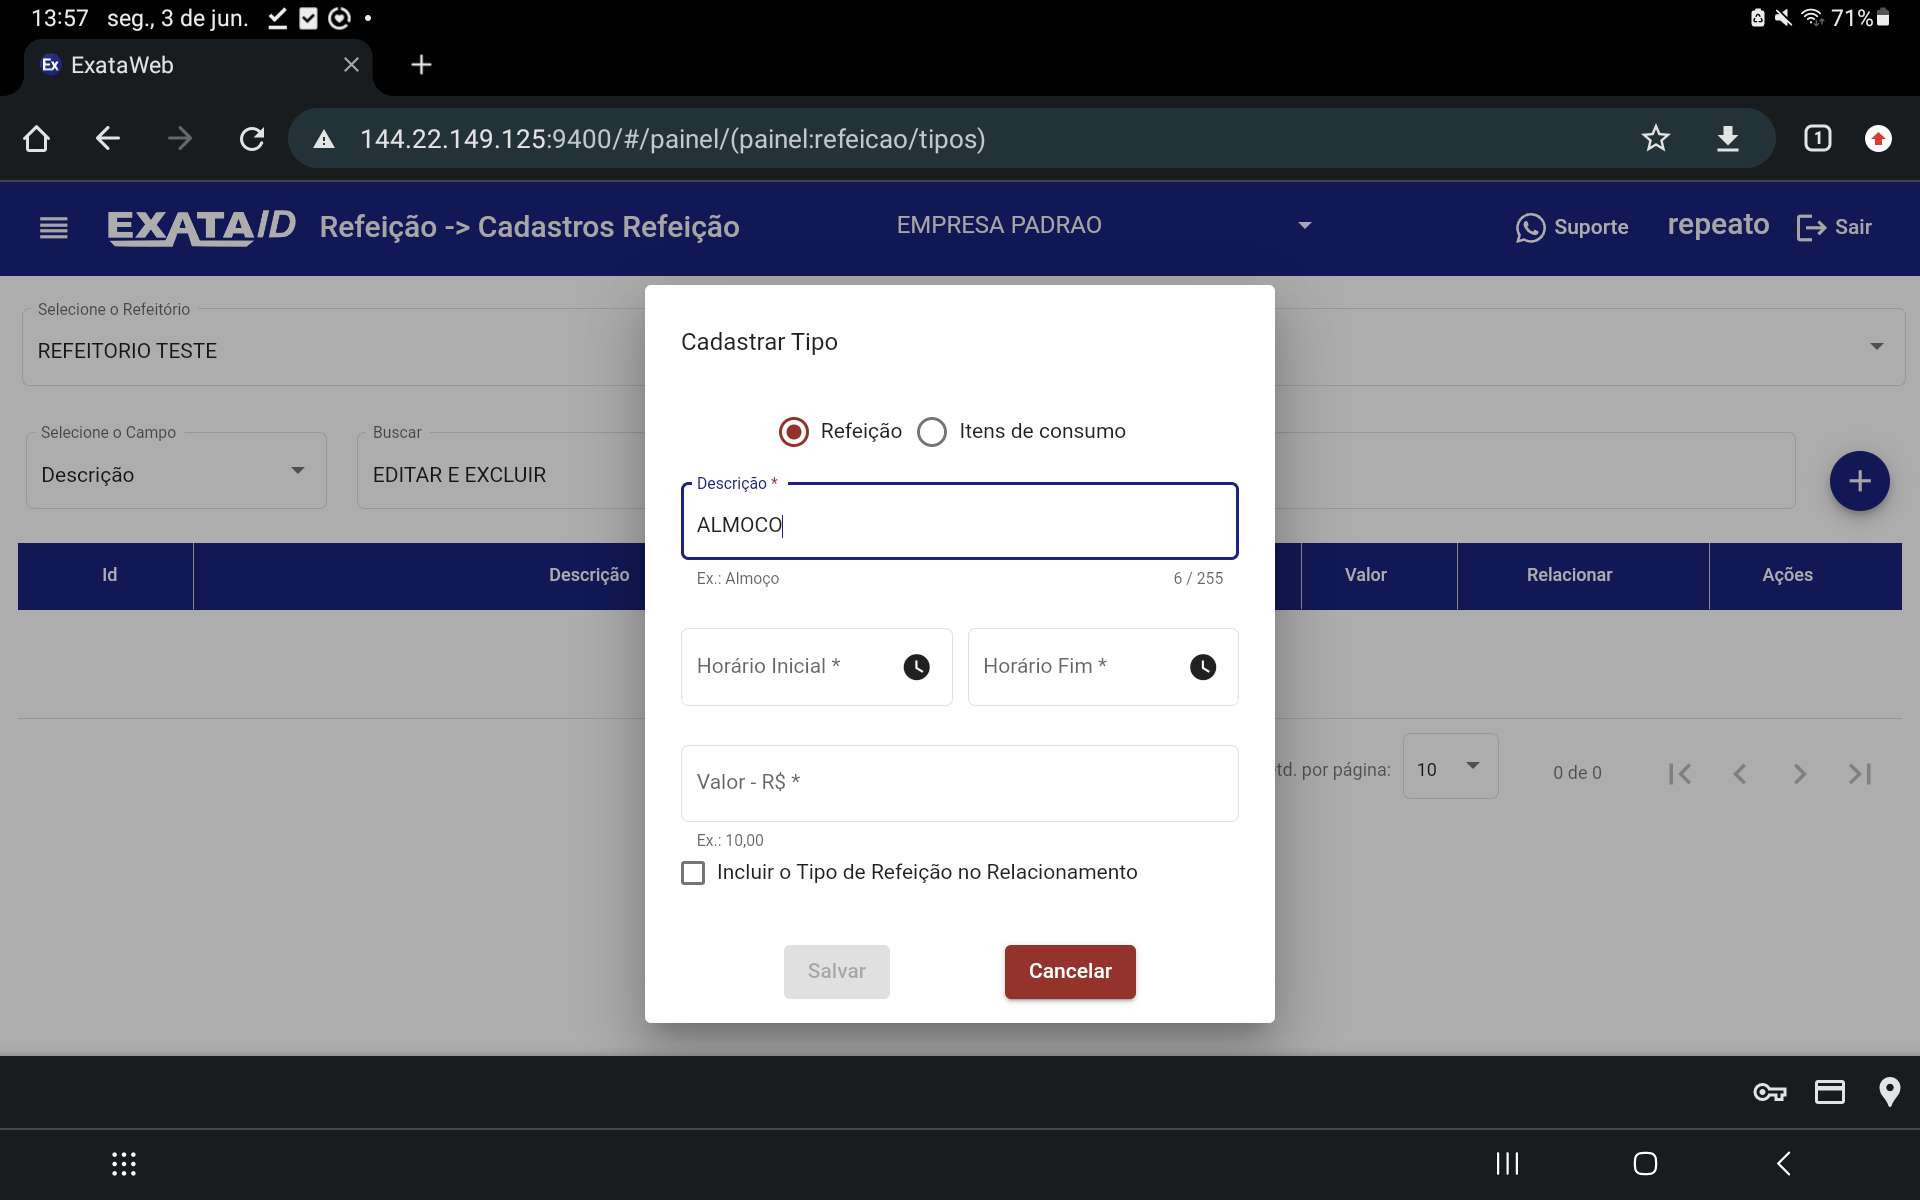 13:57 seg., 3 de jun. 71%
Ex ExataWeb
144.22.149.125:9400/#/painel/(painel:refeicao/tipos) 1
EXATAID Refeição -> Cadastros Refeição EMPRESA PADRAO Suporte repeato Sair
Selecione o Refeitório
REFEITORIO TESTE
Selecione o Campo Buscar
Descrição EDITAR E EXCLUIR
Id Descrição Valor Relacionar Ações
td. por página: 10 0 de 0
Cadastrar Tipo
Refeição Itens de consumo
Descrição *
ALMOCO
Ex.: Almoço 6 / 255
Horário Inicial * Horário Fim *
Valor - R$ *
Ex.: 10,00
Incluir o Tipo de Refeição no Relacionamento
Salvar Cancelar